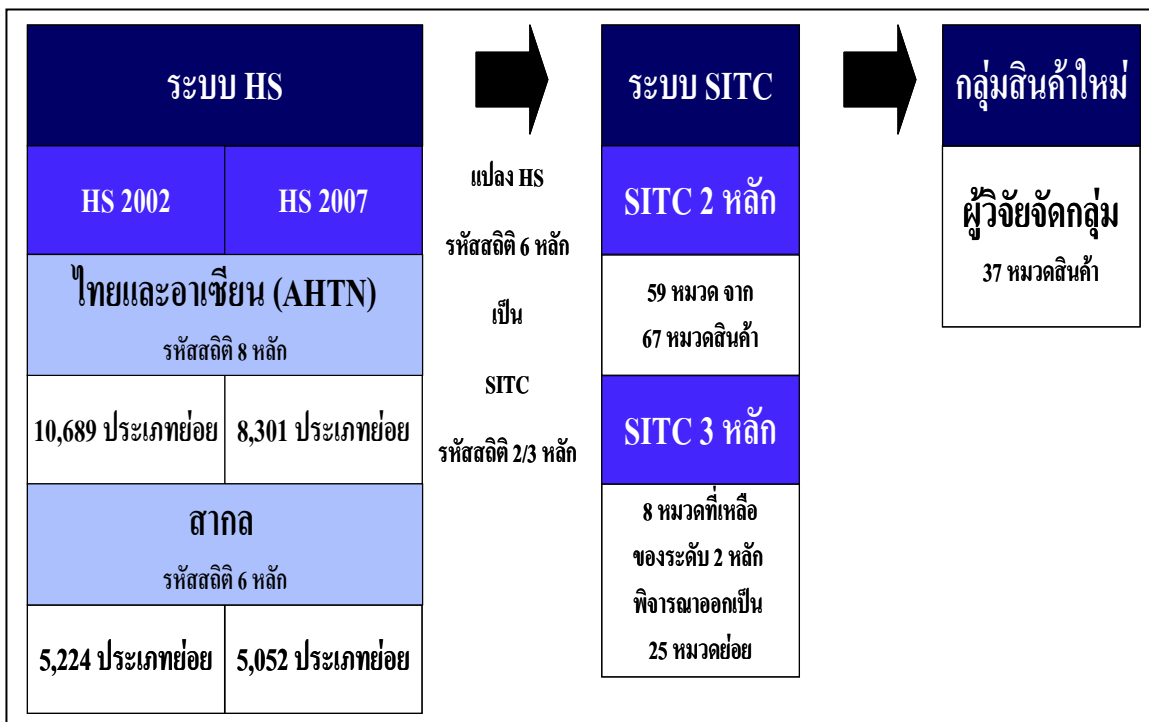 ระบบ HS
HS 2002
HS 2007
ไทยและอาเซียน (AHTN)
รหัสสถิติ 8 หลัก
10,689 ประเภทย่อย
8,301 ประเภทย่อย
สากล
รหัสสถิติ 6 หลัก
5,224 ประเภทย่อย
5,052 ประเภทย่อย
แปลง HS
รหัสสถิติ 6 หลัก
เป็น
SITC
รหัสสถิติ 2/3 หลัก
ระบบ SITC
SITC 2 หลัก
59 หมวด จาก
67 หมวดสินค้า
SITC 3 หลัก
8 หมวดที่เหลือ
ของระดับ 2 หลัก
พิจารณาออกเป็น
25 หมวดย่อย
กลุ่มสินค้าใหม่
ผู้วิจัยจัดกลุ่ม
37 หมวดสินค้า